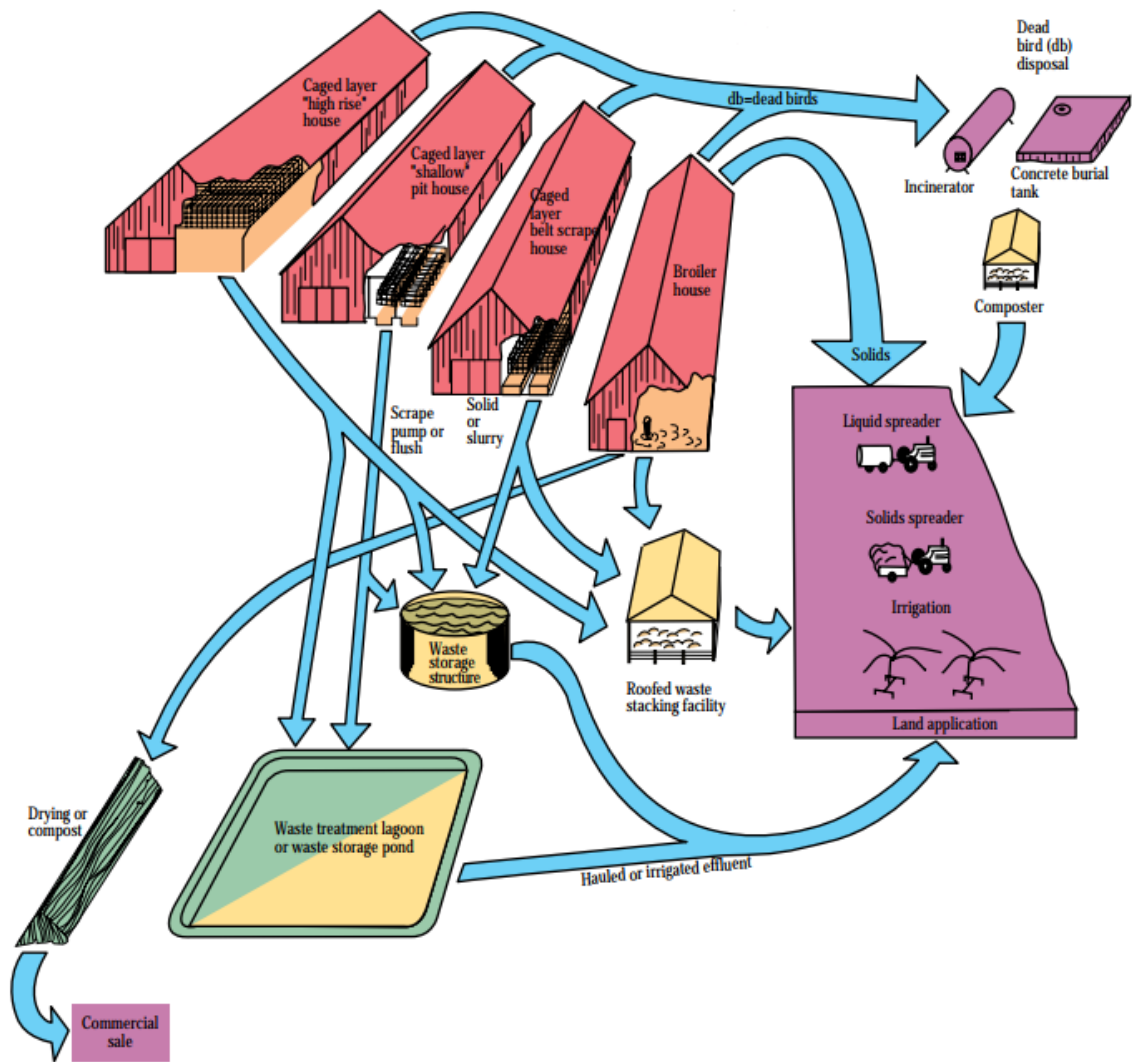 Dead
bird (db)
disposal
Caged layer
"high rise"
house
db=dead birds
Caged layer
"shallow"
pit house
Incinerator
Concrete burial
tank
Caged
layer
belt scrape
house
Broiler
house
Composter
Solids
Scrape
pump or
flush
Solid
or
slurry
Liquid spreader
Solids spreader
Irrigation
Waste
storage
structure
Roofed waste
stacking facility
Land application
Drying or
compost
Waste treatment lagoon
or waste storage pond
Hauled or irrigated effluent
Commercial
sale